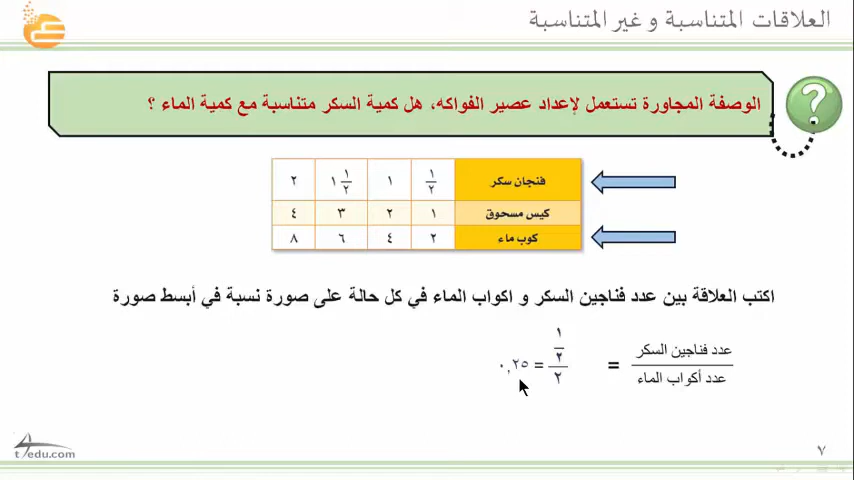 العلاقات المتناسبة و غير المتناسبة
الوصفة المجاورة تستعمل لإعداد عصير الفواكه، هل كمية السكر متناسبة مع كمية الماء ؟
?
فنجان سكر ١/٢ ١ ١ ١/٢ ٢
كيس مسحوق ١ ٢ ٣ ٤
كوب ماء ٢ ٤ ٦ ٨
اكتب العلاقة بين عدد فناجين السكر و اكواب الماء في كل حالة على صورة نسبة في أبسط صورة
عدد فناجين السكر
عدد أكواب الماء
= ١/٢ / ٢ = ٠,٢٥
t4edu.com
٧